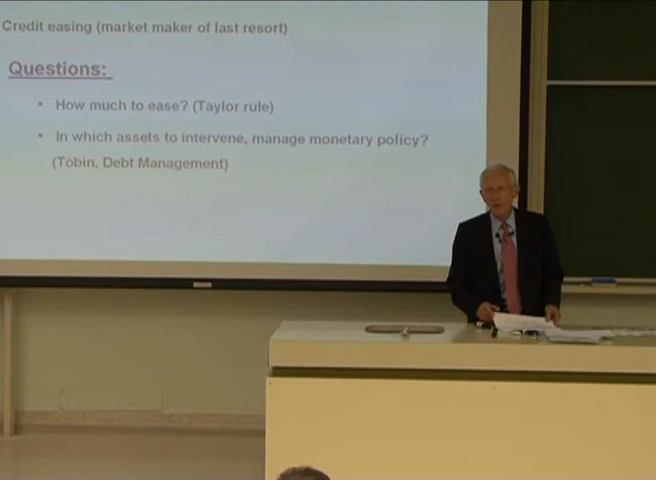 Credit easing (market maker of last resort)
Questions:
• How much to ease? (Taylor rule)
• In which assets to intervene, manage monetary policy?
(Tobin, Debt Management)